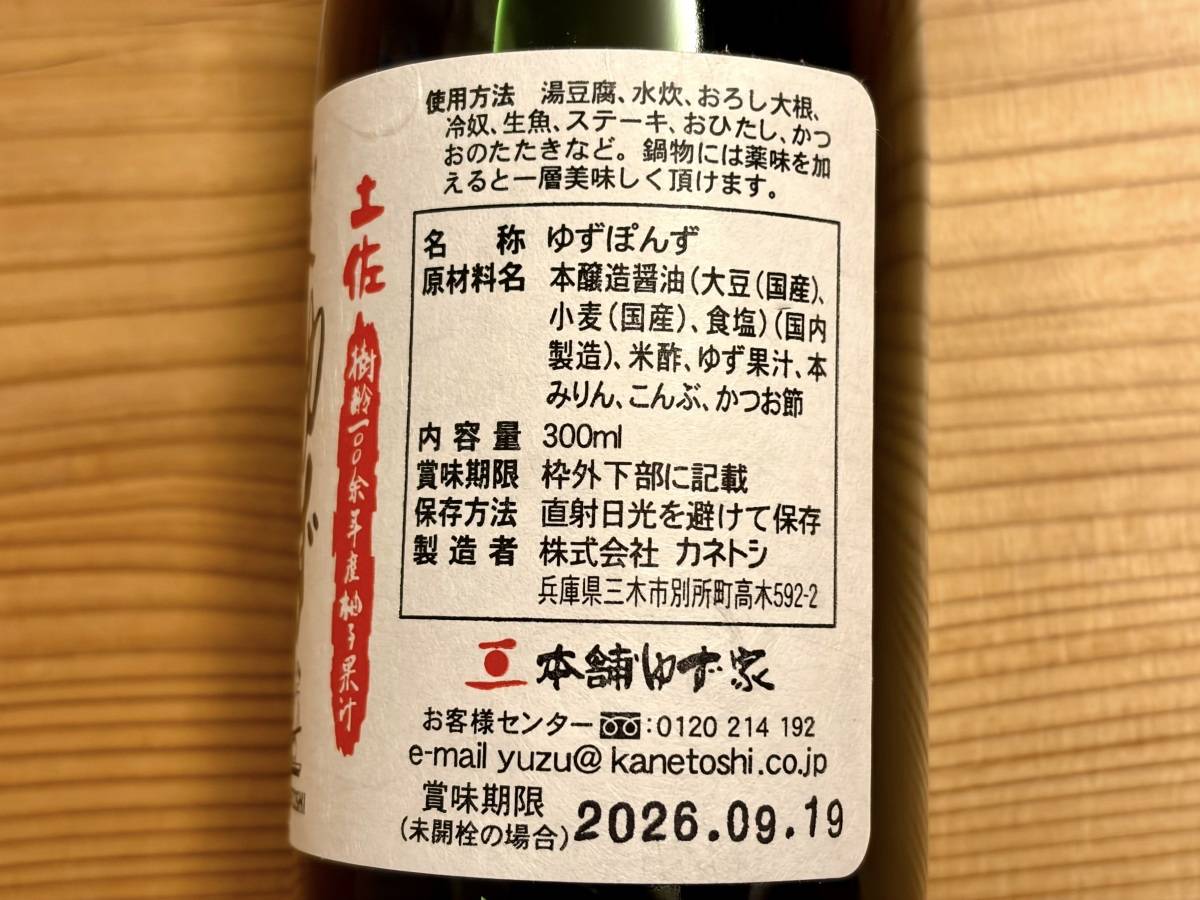 使用方法 湯豆腐、水炊、おろし大根、
冷奴、生魚、ステーキ、おひたし、かつ
おのたたきなど。鍋物には薬味を加
えると一層美味しく頂けます。
名称 ゆずぽんず
原材料名 本醸造醤油(大豆(国産)、
小麦(国産)、食塩)(国内
製造)、米酢、ゆず果汁、本
みりん、こんぶ、かつお節
内容量 300ml
賞味期限 枠外下部に記載
保存方法 直射日光を避けて保存
製造者 株式会社 カネトシ
兵庫県三木市別所町高木592-2
本舗ゆず家
お客様センター:0120 214 192
e-mail yuzu@kanetoshi.co.jp
賞味期限
(未開栓の場合) 2026.09.19
土佐
樹齢一〇〇余年産柚子果汁